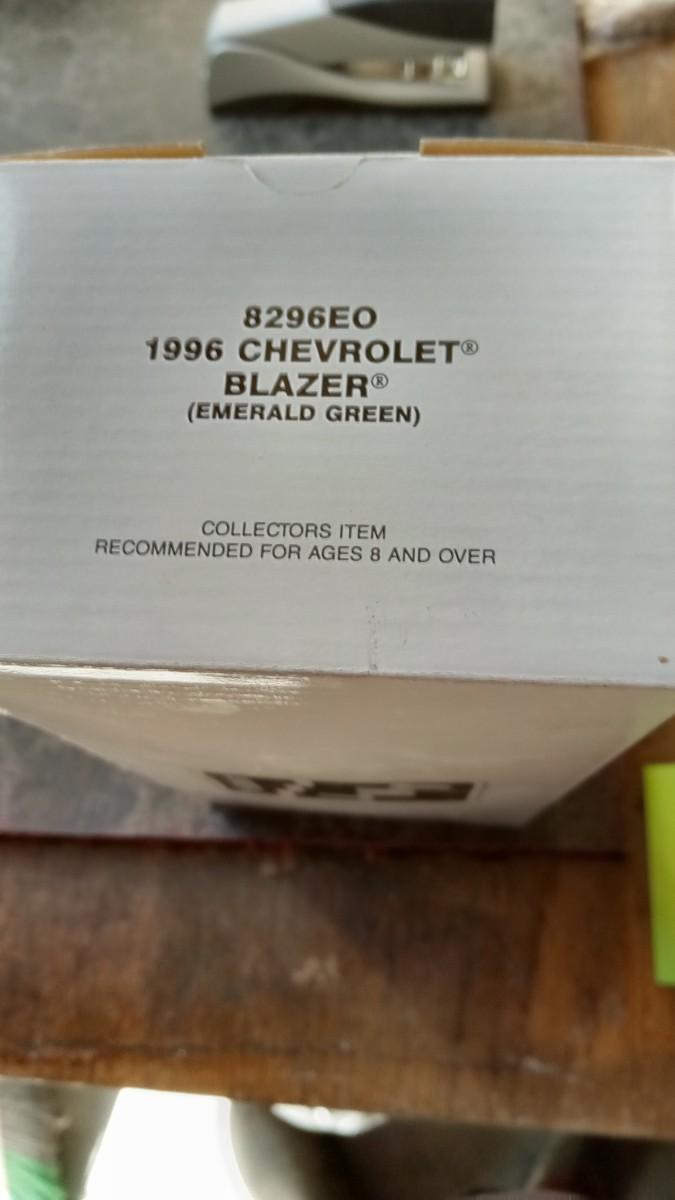 8296EO
1996 CHEVROLET®
BLAZER®
(EMERALD GREEN)
COLLECTORS ITEM
RECOMMENDED FOR AGES 8 AND OVER